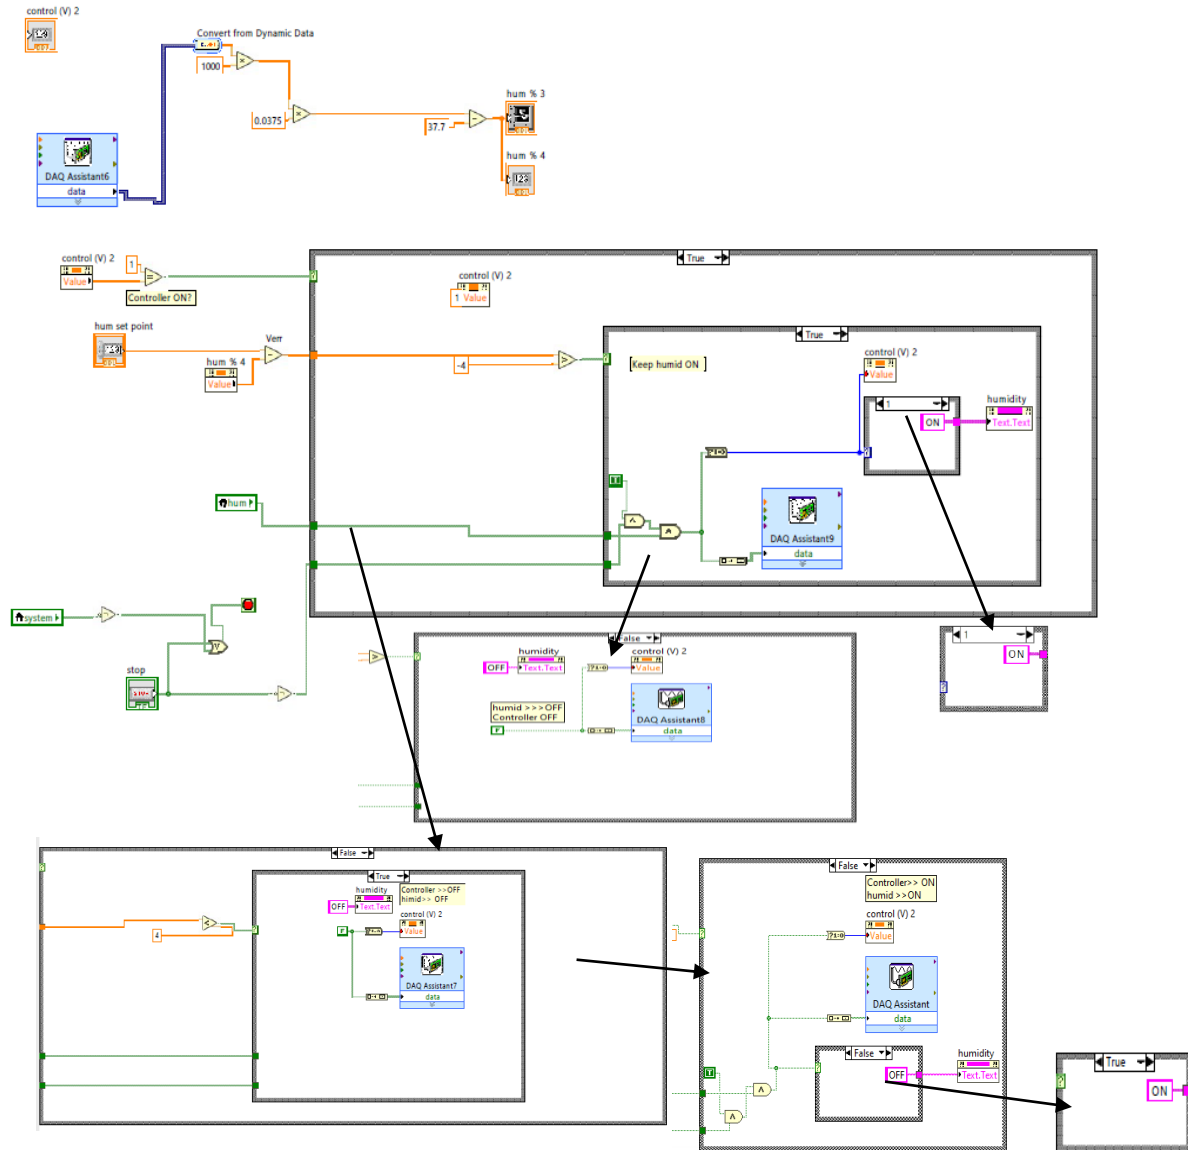 control (V) 2
Convert from Dynamic Data
1000
0.0375
37.7
hum % 3
hum % 4
DAQ Assistant6
data
control (V) 2
Value
1
Controller ON?
True
control (V) 2
1 Value
hum set point
Verr
hum % 4
Value
-4
True
Keep humid ON
control (V) 2
Value
1
ON
humidity
Text.Text
T
DAQ Assistant9
data
hum
system
stop
False
humidity
OFF
Text.Text
control (V) 2
Value
humid >>>OFF
Controller OFF
F
DAQ Assistant8
data
1
ON
False
4
True
humidity
OFF
Text.Text
Controller >>OFF
himid>> OFF
control (V) 2
Value
F
DAQ Assistant7
data
False
Controller>> ON
humid >>ON
control (V) 2
Value
DAQ Assistant
data
False
OFF
humidity
Text.Text
T
True
ON